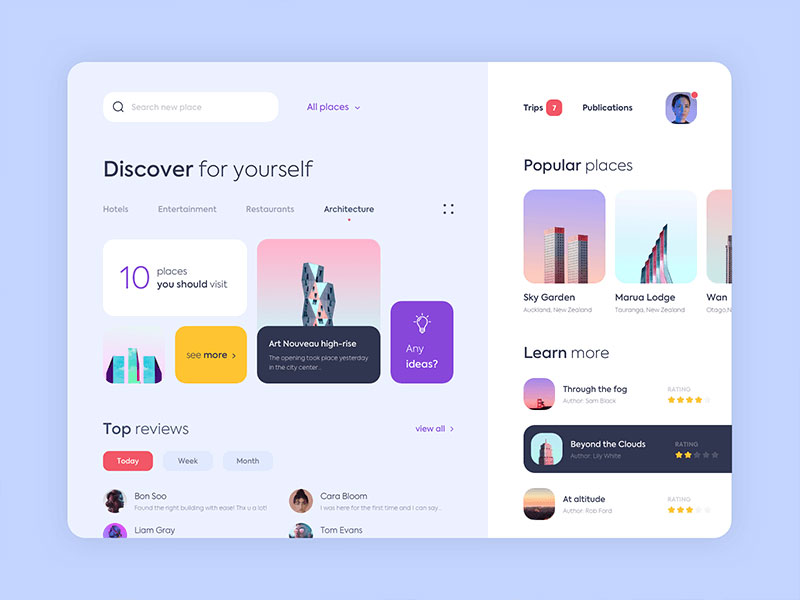 Search new place
All places
Trips 7
Publications
Discover for yourself
Hotels
Entertainment
Restaurants
Architecture
10 places
you should visit
see more
Art Nouveau high-rise
The opening took place yesterday
in the city center...
Any
ideas?
Top reviews
view all
Today
Week
Month
Bon Soo
Found the right building with ease! Thx u a lot!
Cara Bloom
I was here for the first time and I can say...
Liam Gray
Tom Evans
Popular places
Sky Garden
Auckland, New Zealand
Marua Lodge
Tauranga, New Zealand
Wan
Otago, N
Learn more
Through the fog
Author: Sam Black
RATING
Beyond the Clouds
Author: Lily White
RATING
At altitude
Author: Rob Ford
RATING